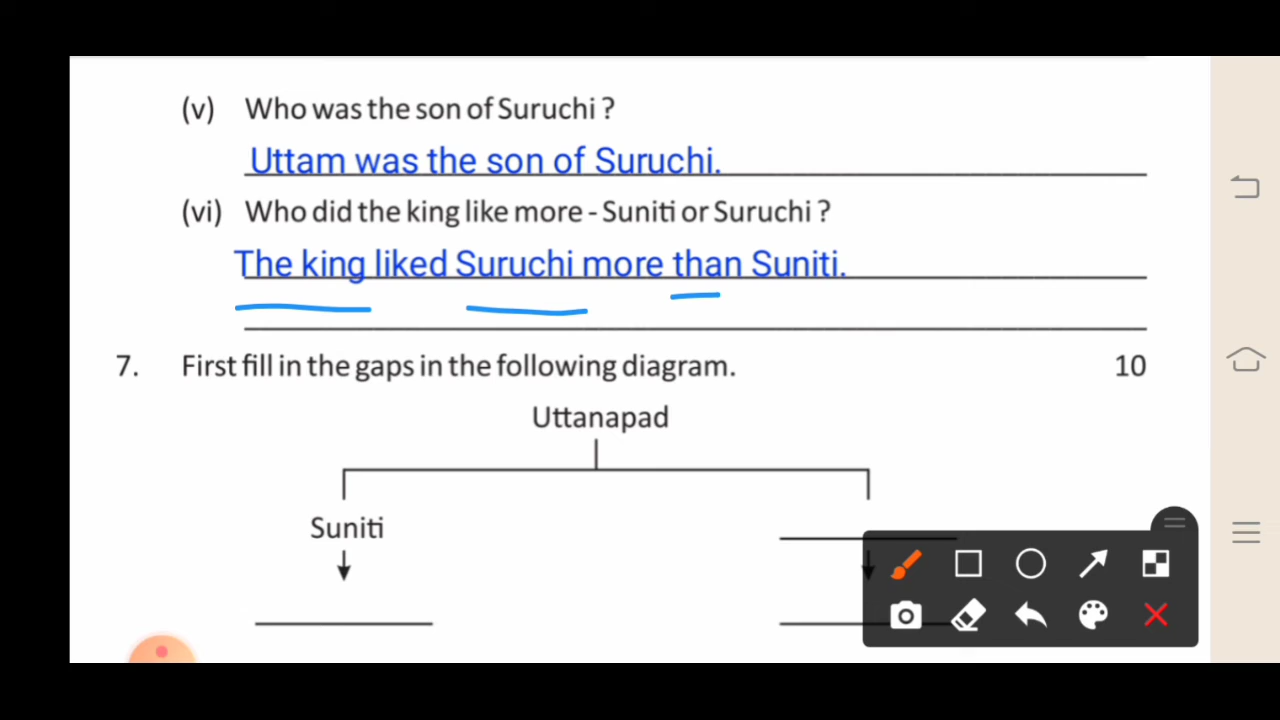 (v) Who was the son of Suruchi ?
Uttam was the son of Suruchi.
(vi) Who did the king like more - Suniti or Suruchi ?
The king liked Suruchi more than Suniti.
7. First fill in the gaps in the following diagram. 10
Uttanapad
Suniti